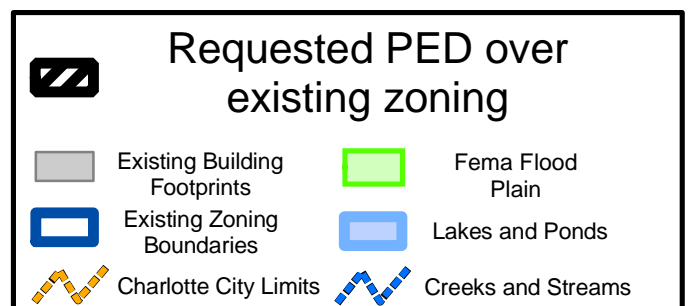 Requested PED over
existing zoning
Existing Building
Footprints
Fema Flood
Plain
Existing Zoning
Boundaries
Lakes and Ponds
Charlotte City Limits
Creeks and Streams